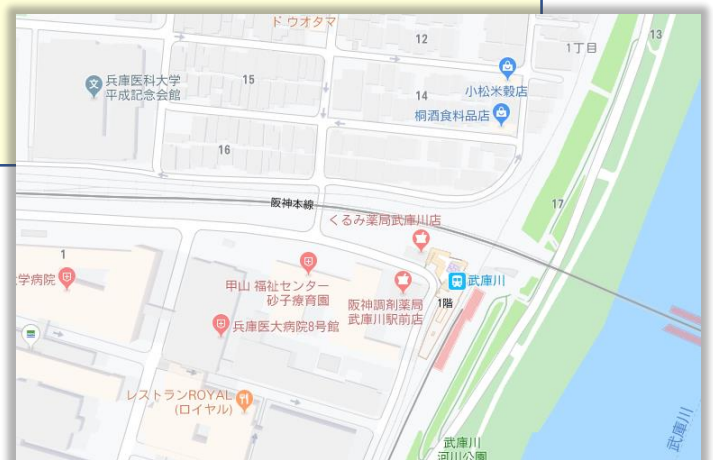 ド ウオタマ
12
13
1丁目
兵庫医科大学
平成記念会館
15
14
小松米穀店
桐酒食料品店
16
阪神本線
17
くるみ薬局武庫川店
1
学病院
甲山 福祉センター
砂子療育園
武庫川
1階
阪神調剤薬局
武庫川駅前店
兵庫医大病院8号館
レストランROYAL
(ロイヤル)
武庫川
武庫川
河川公園